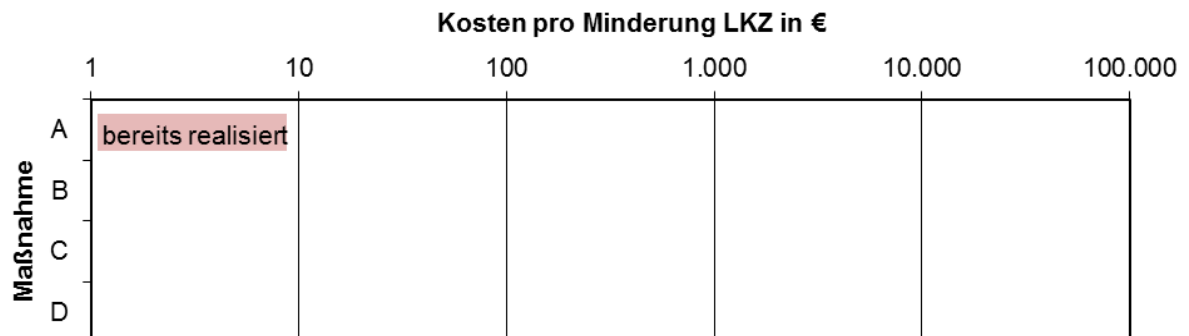 Kosten pro Minderung LKZ in €
1 10 100 1.000 10.000 100.000
Maßnahme
A bereits realisiert
B
C
D